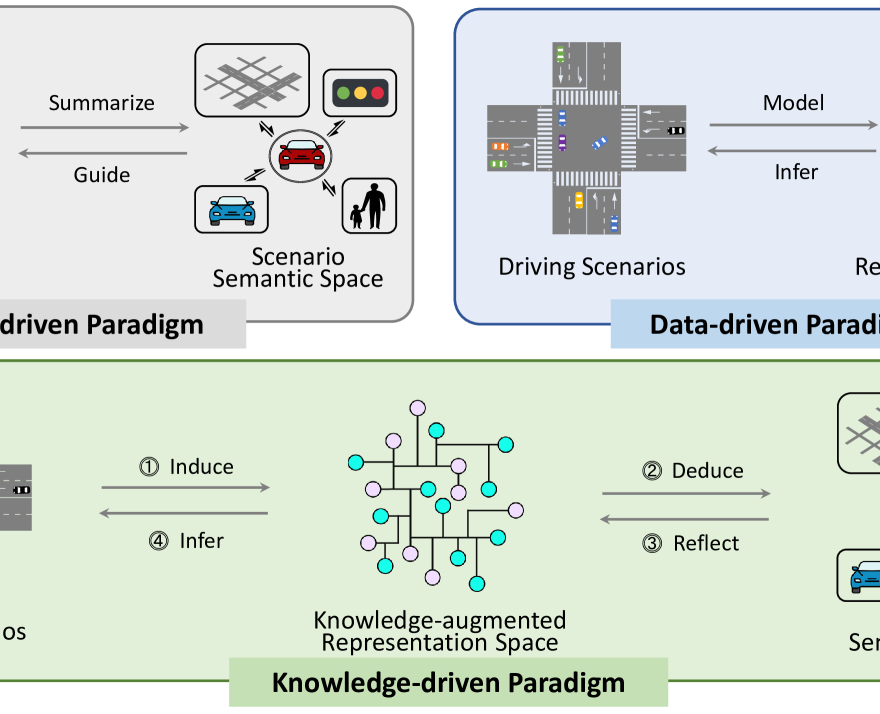 Summarize
Guide
Scenario
Semantic Space
driven Paradigm
Model
Infer
Driving Scenarios
Re
Data-driven Paradi
① Induce
④ Infer
② Deduce
③ Reflect
os
Knowledge-augmented
Representation Space
Ser
Knowledge-driven Paradigm